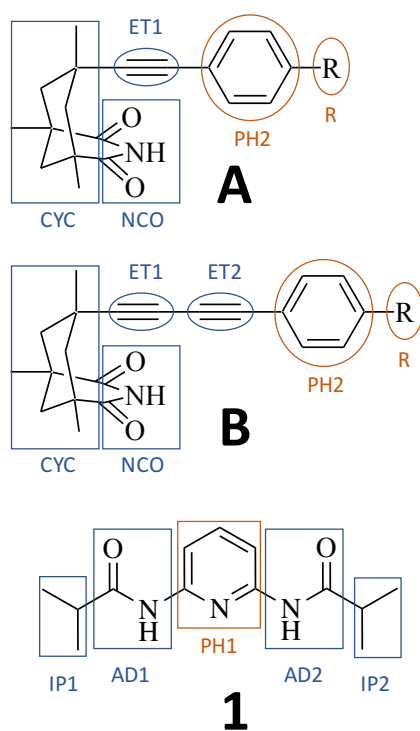 ET1
O
NH
O
R
R
PH2
A
CYC NCO
ET1 ET2
O
NH
O
R
R
PH2
B
CYC NCO
O O
N N N
H H
PH1
IP1 AD1 AD2 IP2
1